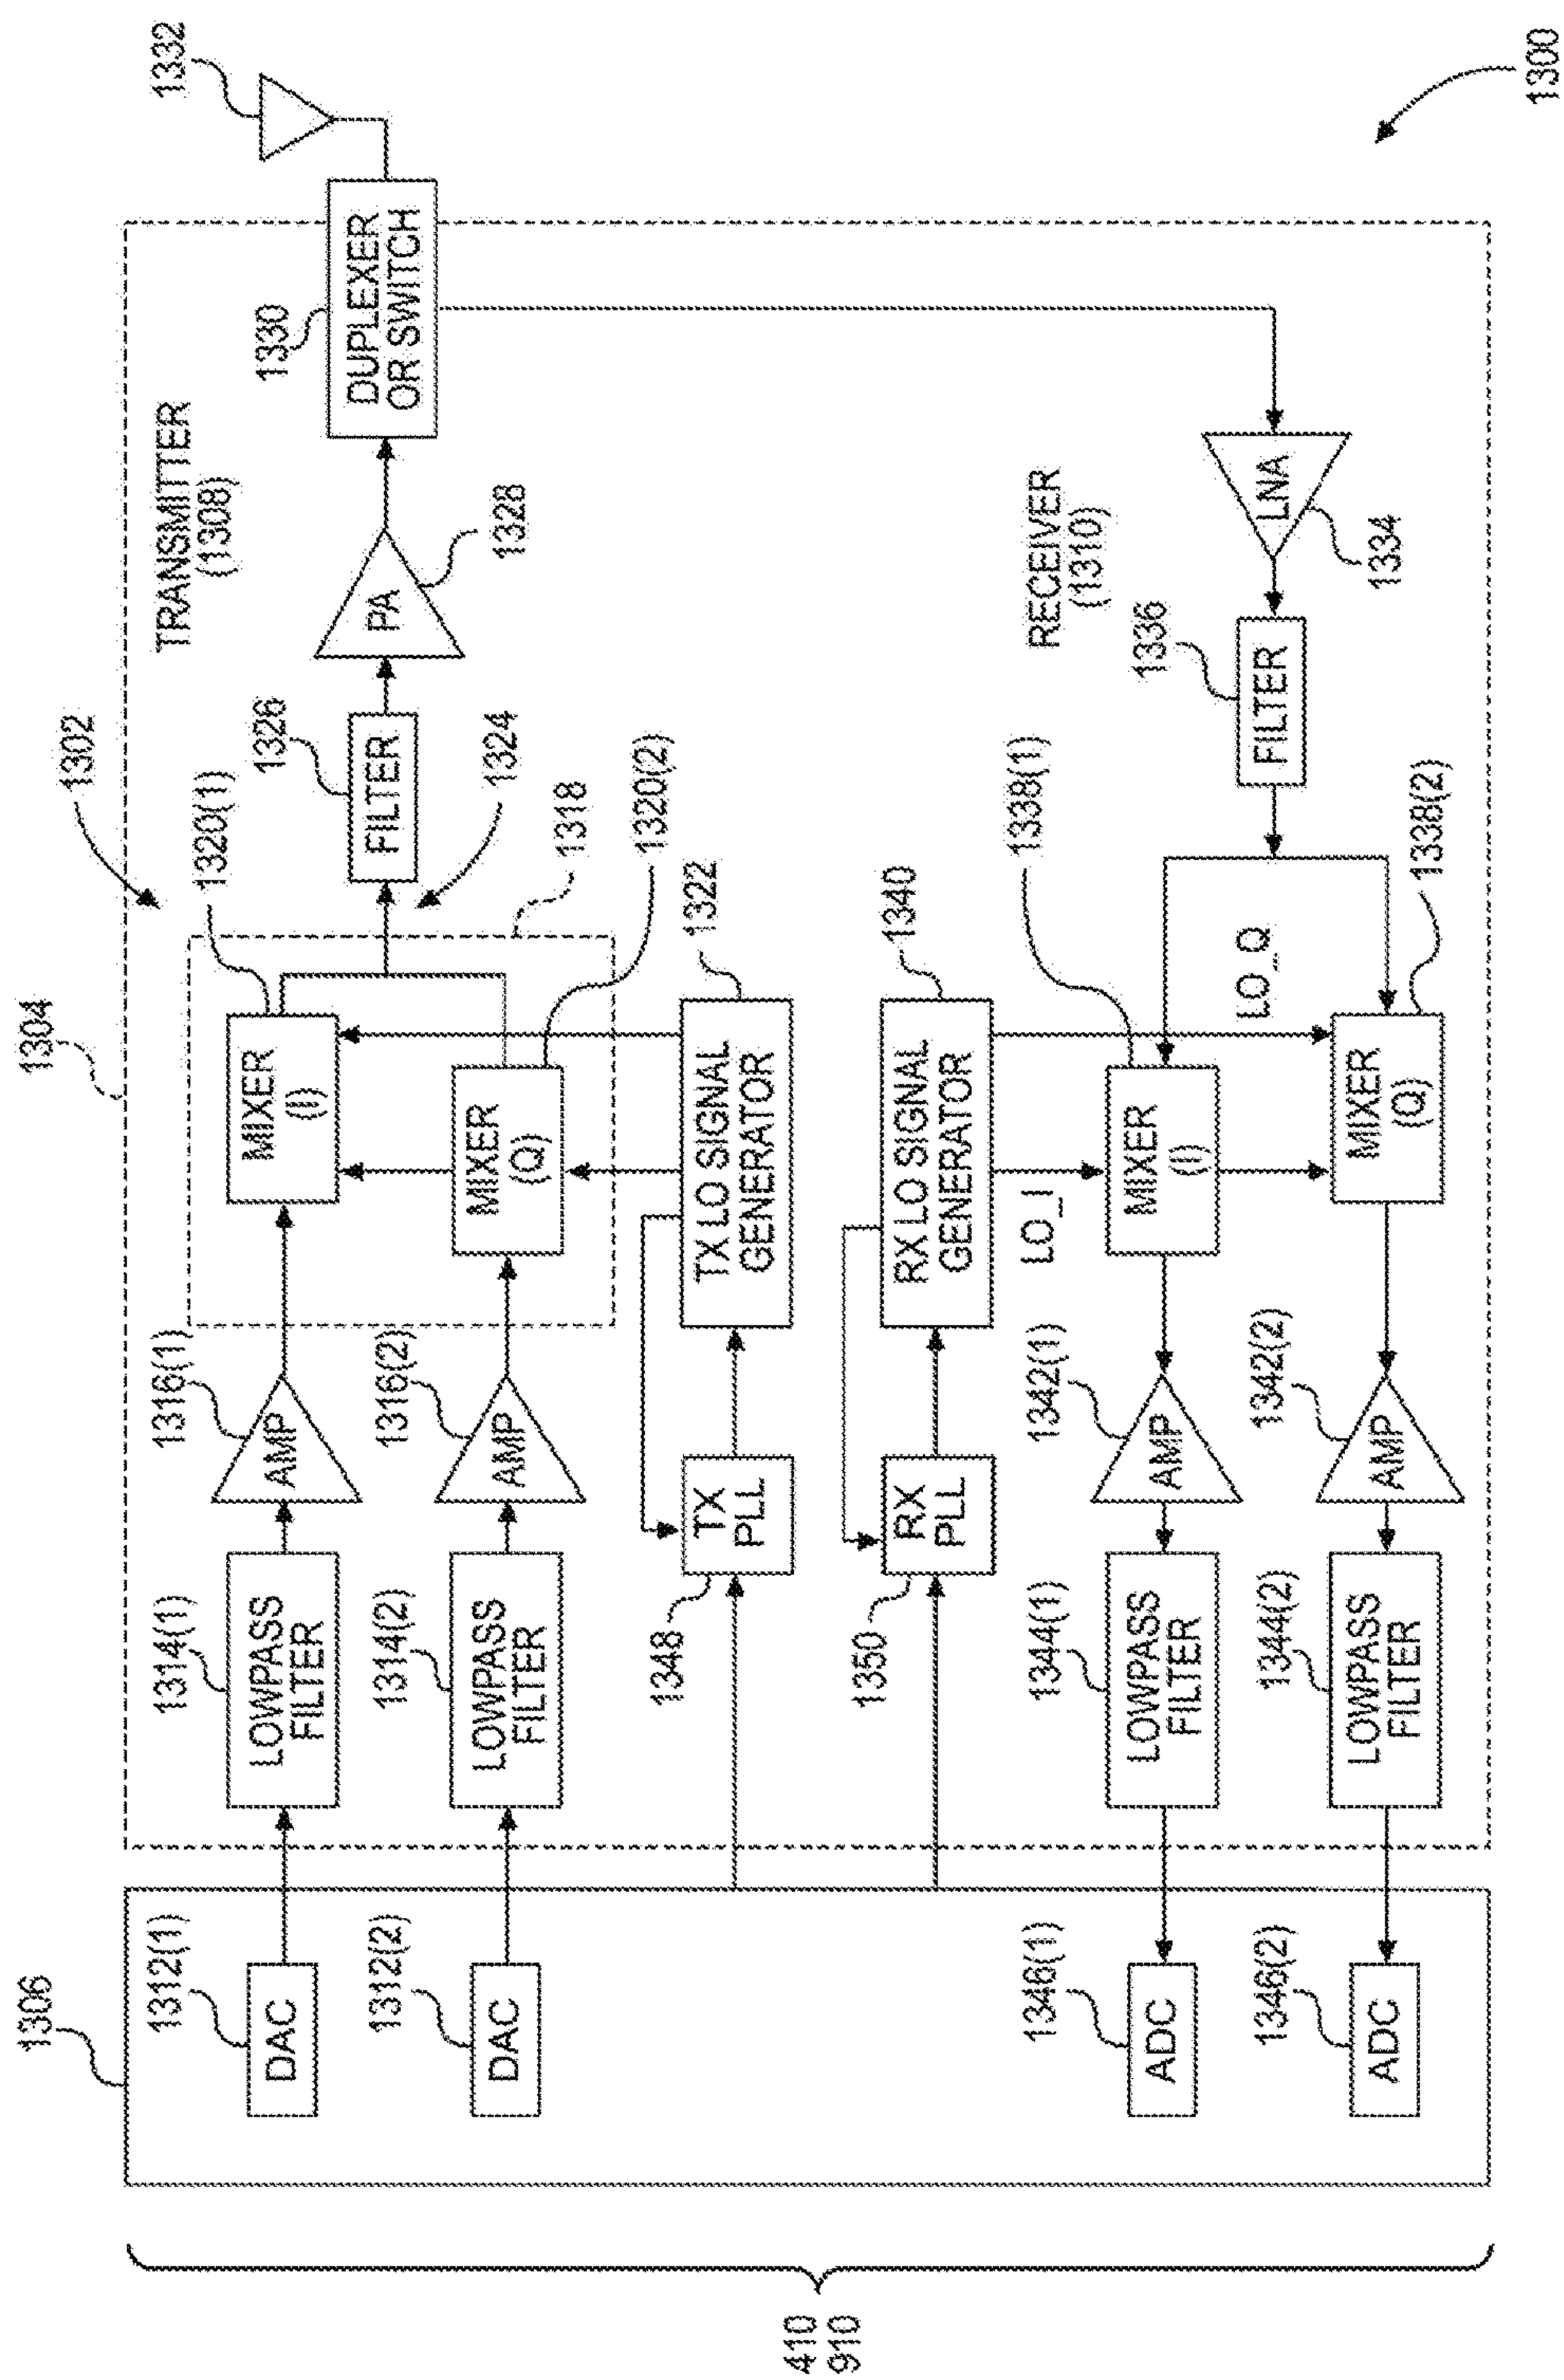 1304
1302
1332
TRANSMITTER
(1308)
1330
1306
1312(1)
1314(1)
1316(1)
1320(1)
1326
DAC
LOWPASS
FILTER
AMP
MIXER
(I)
FILTER
PA
DUPLEXER
OR SWITCH
1312(2)
1314(2)
1316(2)
1324
1328
DAC
LOWPASS
FILTER
AMP
MIXER
(Q)
1318
1320(2)
1348
1322
TX
PLL
TX LO SIGNAL
GENERATOR
1350
1340
RX
PLL
RX LO SIGNAL
GENERATOR
1346(1)
1344(1)
1342(1)
LO_I
1338(1)
RECEIVER
(1310)
ADC
LOWPASS
FILTER
AMP
MIXER
(I)
1336
LO_Q
FILTER
LNA
1346(2)
1344(2)
1342(2)
1334
ADC
LOWPASS
FILTER
AMP
MIXER
(Q)
1338(2)
410
910
1300